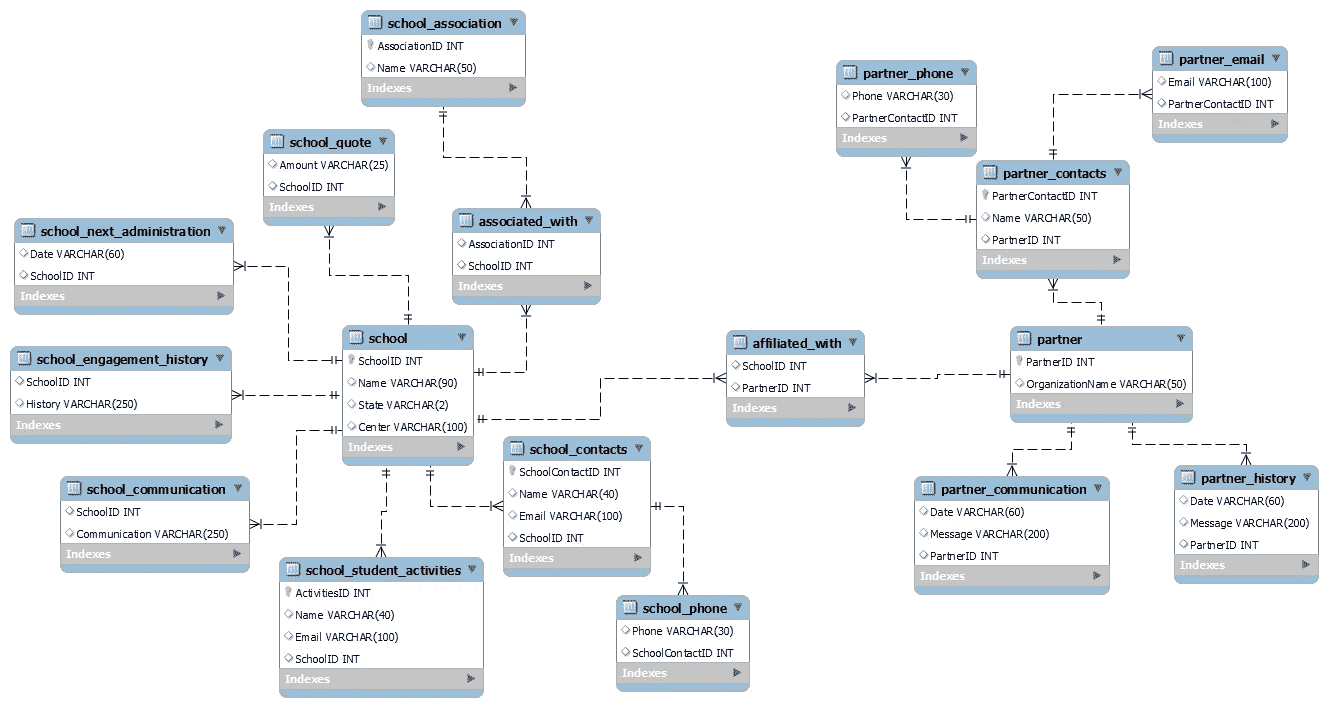 school_association
AssociationID INT
Name VARCHAR(50)
Indexes
school_quote
Amount VARCHAR(25)
SchoolID INT
Indexes
associated_with
AssociationID INT
SchoolID INT
Indexes
school_next_administration
Date VARCHAR(60)
SchoolID INT
Indexes
school_engagement_history
SchoolID INT
History VARCHAR(250)
Indexes
school
SchoolID INT
Name VARCHAR(90)
State VARCHAR(2)
Center VARCHAR(100)
Indexes
school_communication
SchoolID INT
Communication VARCHAR(250)
Indexes
school_student_activities
ActivitiesID INT
Name VARCHAR(40)
Email VARCHAR(100)
SchoolID INT
Indexes
school_contacts
SchoolContactID INT
Name VARCHAR(40)
Email VARCHAR(100)
SchoolID INT
Indexes
school_phone
Phone VARCHAR(30)
SchoolContactID INT
Indexes
affiliated_with
SchoolID INT
PartnerID INT
Indexes
partner_phone
Phone VARCHAR(30)
PartnerContactID INT
Indexes
partner_email
Email VARCHAR(100)
PartnerContactID INT
Indexes
partner_contacts
PartnerContactID INT
Name VARCHAR(50)
PartnerID INT
Indexes
partner
PartnerID INT
OrganizationName VARCHAR(50)
Indexes
partner_communication
Date VARCHAR(60)
Message VARCHAR(200)
PartnerID INT
Indexes
partner_history
Date VARCHAR(60)
Message VARCHAR(200)
PartnerID INT
Indexes